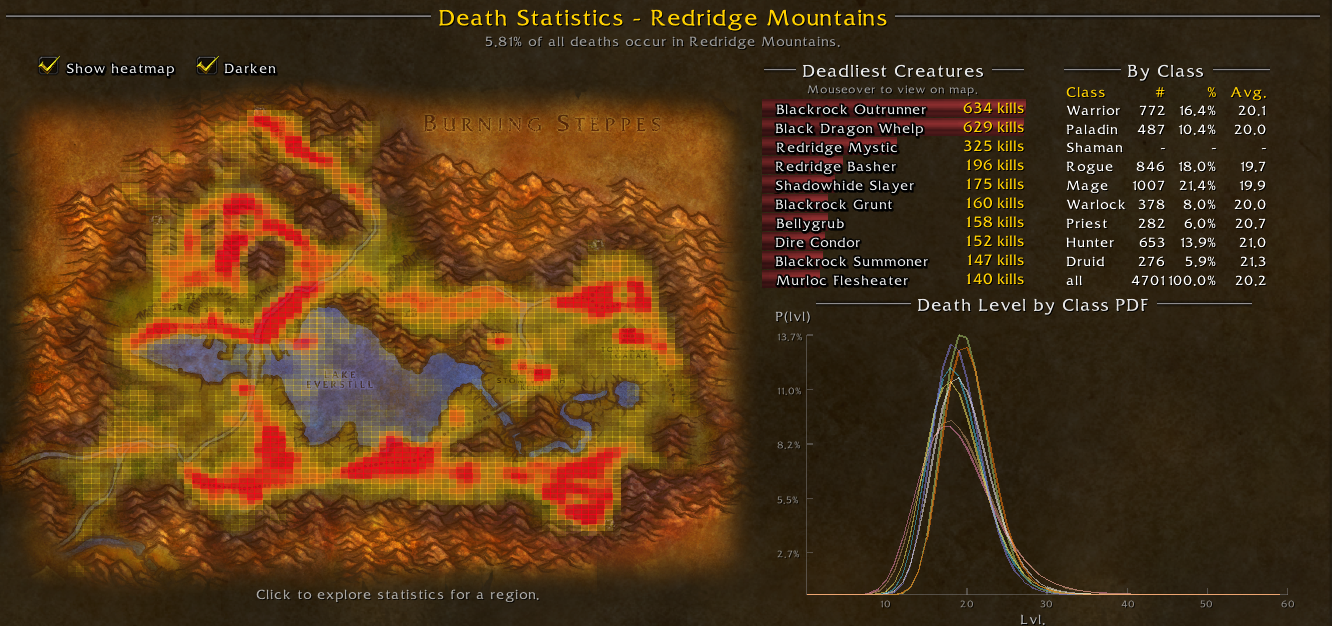 Death Statistics - Redridge Mountains
5.81% of all deaths occur in Redridge Mountains.
Show heatmap Darken
BURNING STEPPES
LAKE
EVERSTILL
Click to explore statistics for a region.
Deadliest Creatures
Mouseover to view on map.
Blackrock Outrunner 634 kills
Black Dragon Whelp 629 kills
Redridge Mystic 325 kills
Redridge Basher 196 kills
Shadowhide Slayer 175 kills
Blackrock Grunt 160 kills
Bellygrub 158 kills
Dire Condor 152 kills
Blackrock Summoner 147 kills
Murloc Flesheater 140 kills
By Class
Class # % Avg.
Warrior 772 16.4% 20.1
Paladin 487 10.4% 20.0
Shaman - - -
Rogue 846 18.0% 19.7
Mage 1007 21.4% 19.9
Warlock 378 8.0% 20.0
Priest 282 6.0% 20.7
Hunter 653 13.9% 21.0
Druid 276 5.9% 21.3
all 4701 100.0% 20.2
Death Level by Class PDF
P(lvl)
13.7%
11.0%
8.2%
5.5%
2.7%
10 20 30 40 50 60
Lvl.